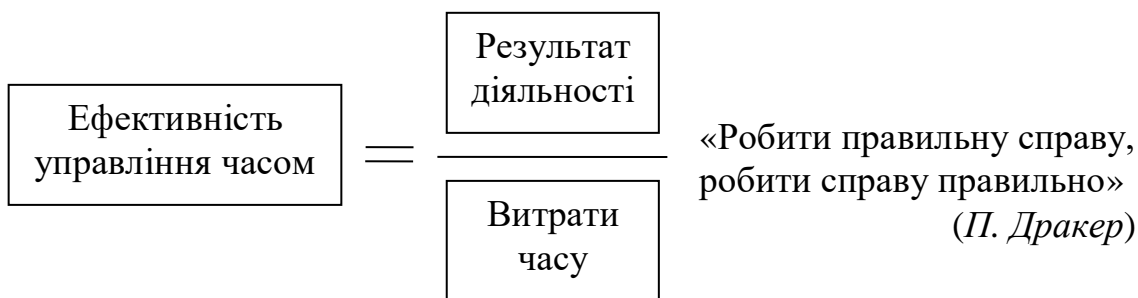 Ефективність
управління часом
=
Результат
діяльності
Витрати
часу
«Робити правильну справу,
робити справу правильно»
(П. Дракер)